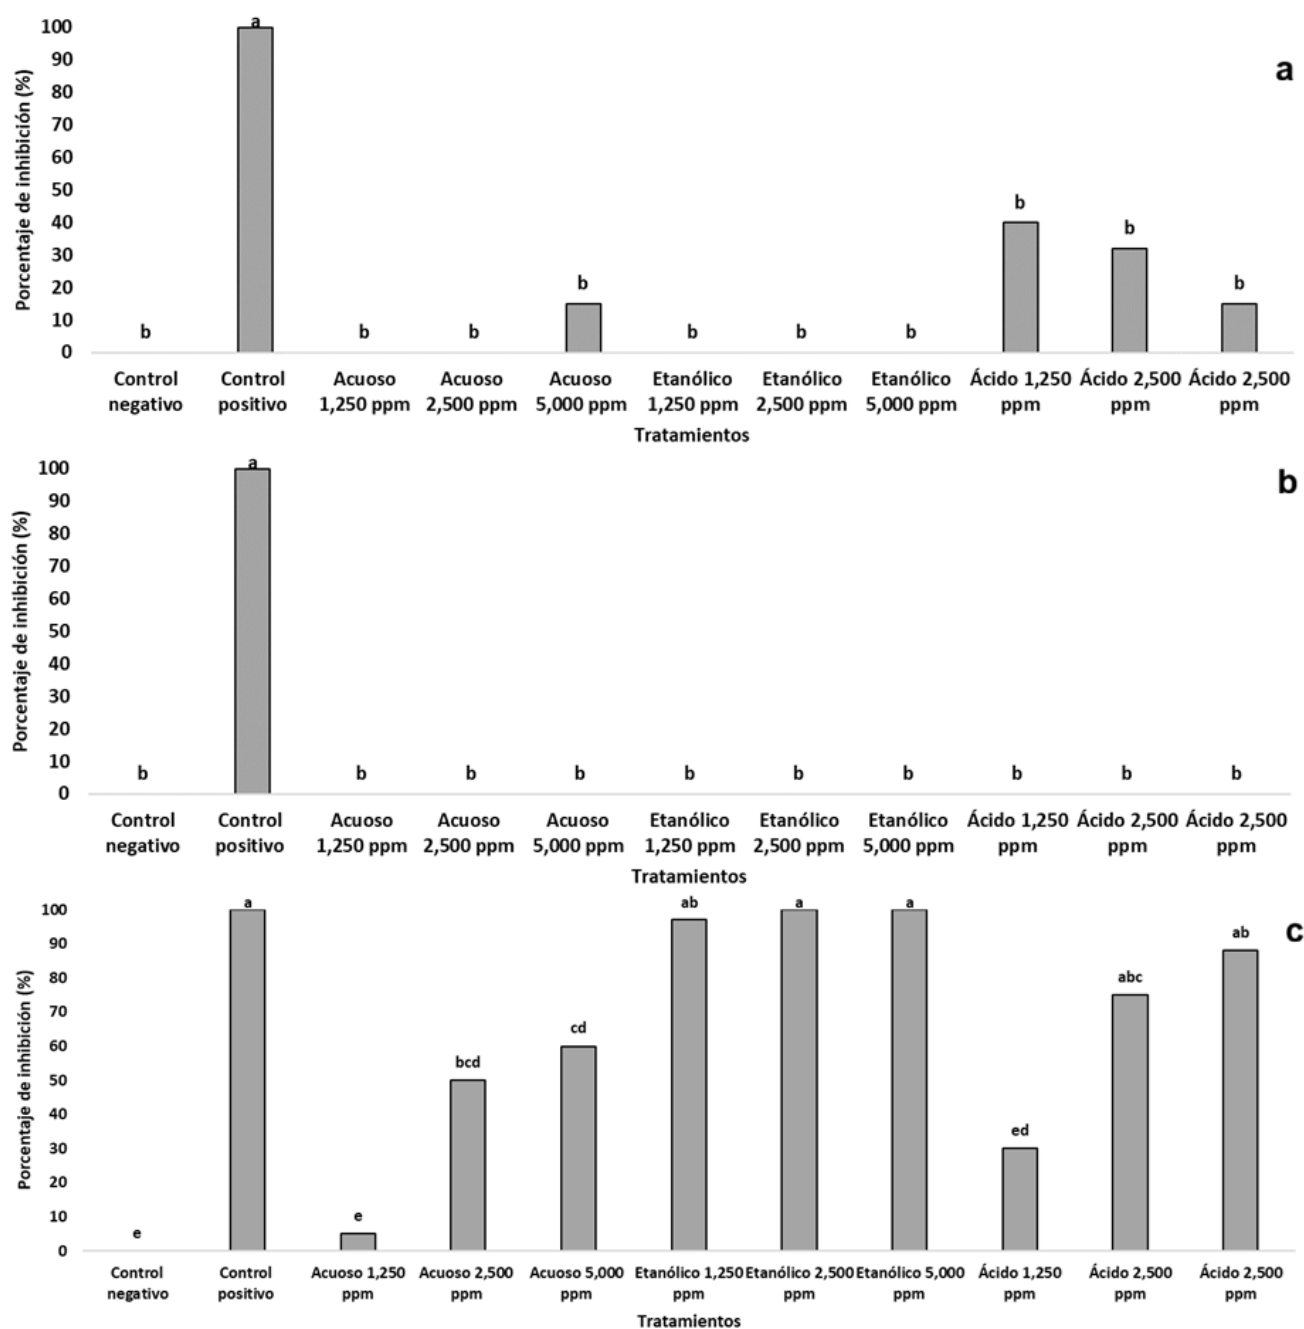 a
Porcentaje de inhibición (%)
100
90
80
70
60
50
40
30
20
10
0
b a b b b b b b b b b
Control negativo
Control positivo
Acuoso 1,250 ppm
Acuoso 2,500 ppm
Acuoso 5,000 ppm
Etanólico 1,250 ppm
Etanólico 2,500 ppm
Etanólico 5,000 ppm
Ácido 1,250 ppm
Ácido 2,500 ppm
Ácido 2,500 ppm
Tratamientos
b
Porcentaje de inhibición (%)
100
90
80
70
60
50
40
30
20
10
0
b a b b b b b b b b b
Control negativo
Control positivo
Acuoso 1,250 ppm
Acuoso 2,500 ppm
Acuoso 5,000 ppm
Etanólico 1,250 ppm
Etanólico 2,500 ppm
Etanólico 5,000 ppm
Ácido 1,250 ppm
Ácido 2,500 ppm
Ácido 2,500 ppm
Tratamientos
c
Porcentaje de inhibición (%)
100
90
80
70
60
50
40
30
20
10
0
e a e bcd cd ab a a ed abc ab
Control negativo
Control positivo
Acuoso 1,250 ppm
Acuoso 2,500 ppm
Acuoso 5,000 ppm
Etanólico 1,250 ppm
Etanólico 2,500 ppm
Etanólico 5,000 ppm
Ácido 1,250 ppm
Ácido 2,500 ppm
Ácido 2,500 ppm
Tratamientos